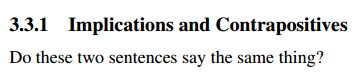 3.3.1 Implications and Contrapositives
Do these two sentences say the same thing?